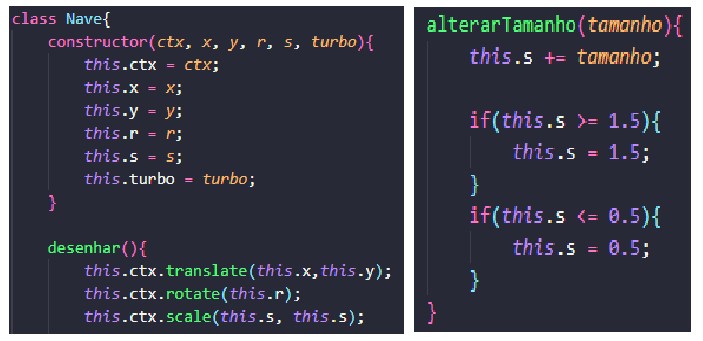 class Nave{
constructor(ctx, x, y, r, s, turbo){
this.ctx = ctx;
this.x = x;
this.y = y;
this.r = r;
this.s = s;
this.turbo = turbo;
}
desenhar(){
this.ctx.translate(this.x,this.y);
this.ctx.rotate(this.r);
this.ctx.scale(this.s, this.s);
alterarTamanho(tamanho){
this.s += tamanho;
if(this.s >= 1.5){
this.s = 1.5;
}
if(this.s <= 0.5){
this.s = 0.5;
}
}